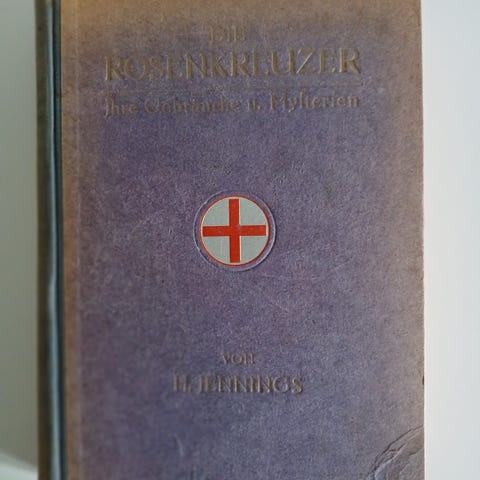 DIE
ROSENKREUZER
Ihre Gebräuche u. Mysterien
VON
H. JENNINGS